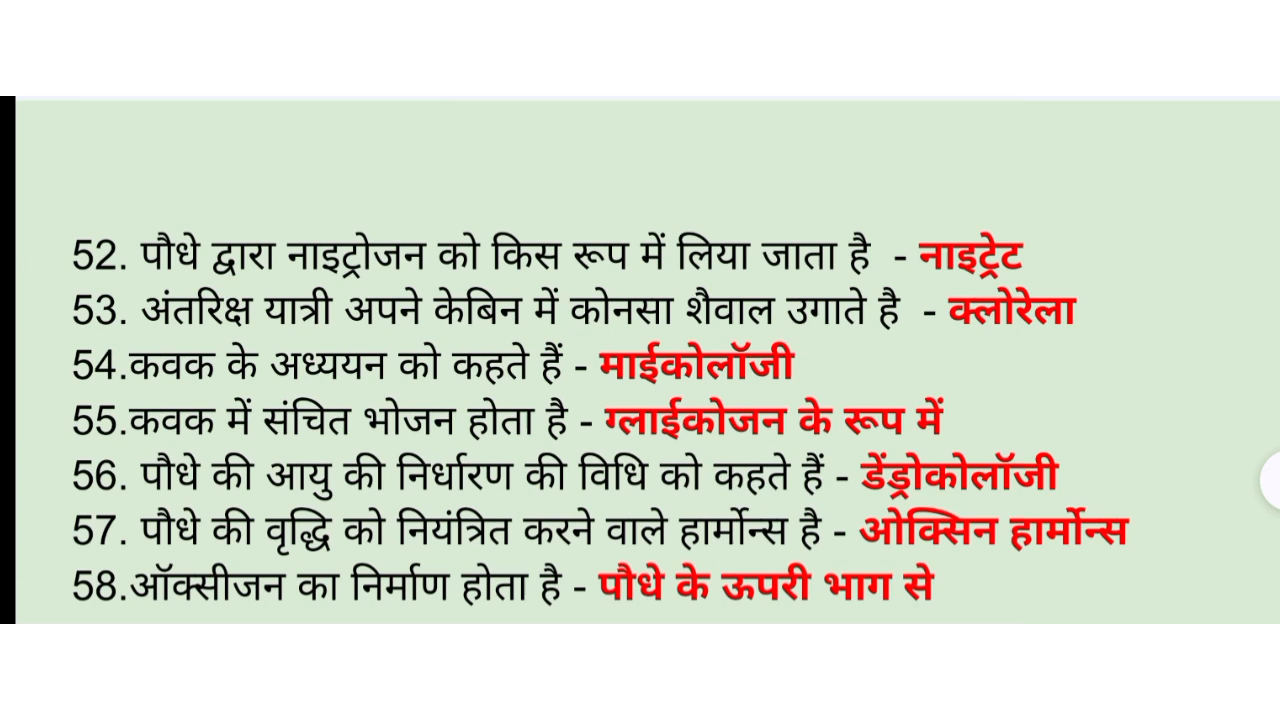 52. पौधे द्वारा नाइट्रोजन को किस रूप में लिया जाता है - नाइट्रेट
53. अंतरिक्ष यात्री अपने केबिन में कोनसा शैवाल उगाते है - क्लोरेला
54.कवक के अध्ययन को कहते हैं - माईकोलॉजी
55.कवक में संचित भोजन होता है - ग्लाईकोजन के रूप में
56. पौधे की आयु की निर्धारण की विधि को कहते हैं - डेंड्रोकोलॉजी
57. पौधे की वृद्धि को नियंत्रित करने वाले हार्मोन्स है - ओक्सिन हार्मोन्स
58.ऑक्सीजन का निर्माण होता है - पौधे के ऊपरी भाग से